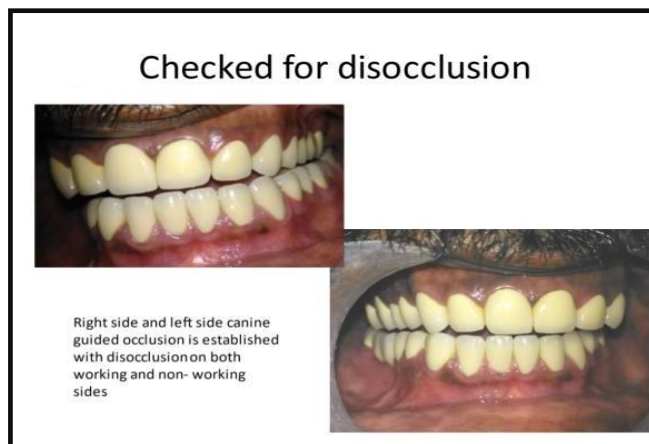 Checked for disocclusion
Right side and left side canine
guided occlusion is established
with disocclusion on both
working and non- working
sides